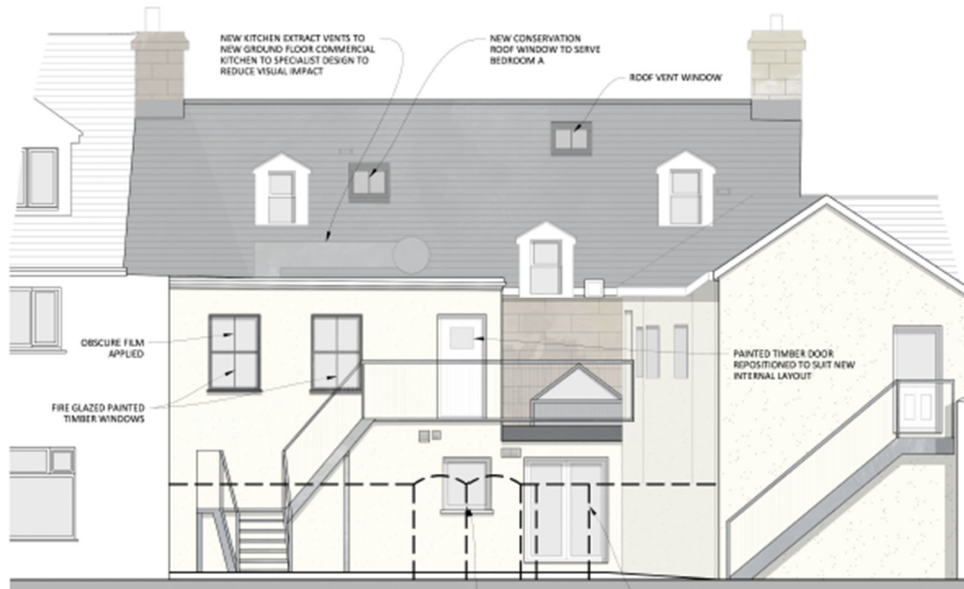 NEW KITCHEN EXTRACT VENTS TO
NEW GROUND FLOOR COMMERCIAL
KITCHEN TO SPECIALIST DESIGN TO
REDUCE VISUAL IMPACT
NEW CONSERVATION
ROOF WINDOW TO SERVE
BEDROOM A
ROOF VENT WINDOW
OBSCURE FILM
APPLIED
FIRE GLAZED PAINTED
TIMBER WINDOWS
PAINTED TIMBER DOOR
REPOSITIONED TO SUIT NEW
INTERNAL LAYOUT